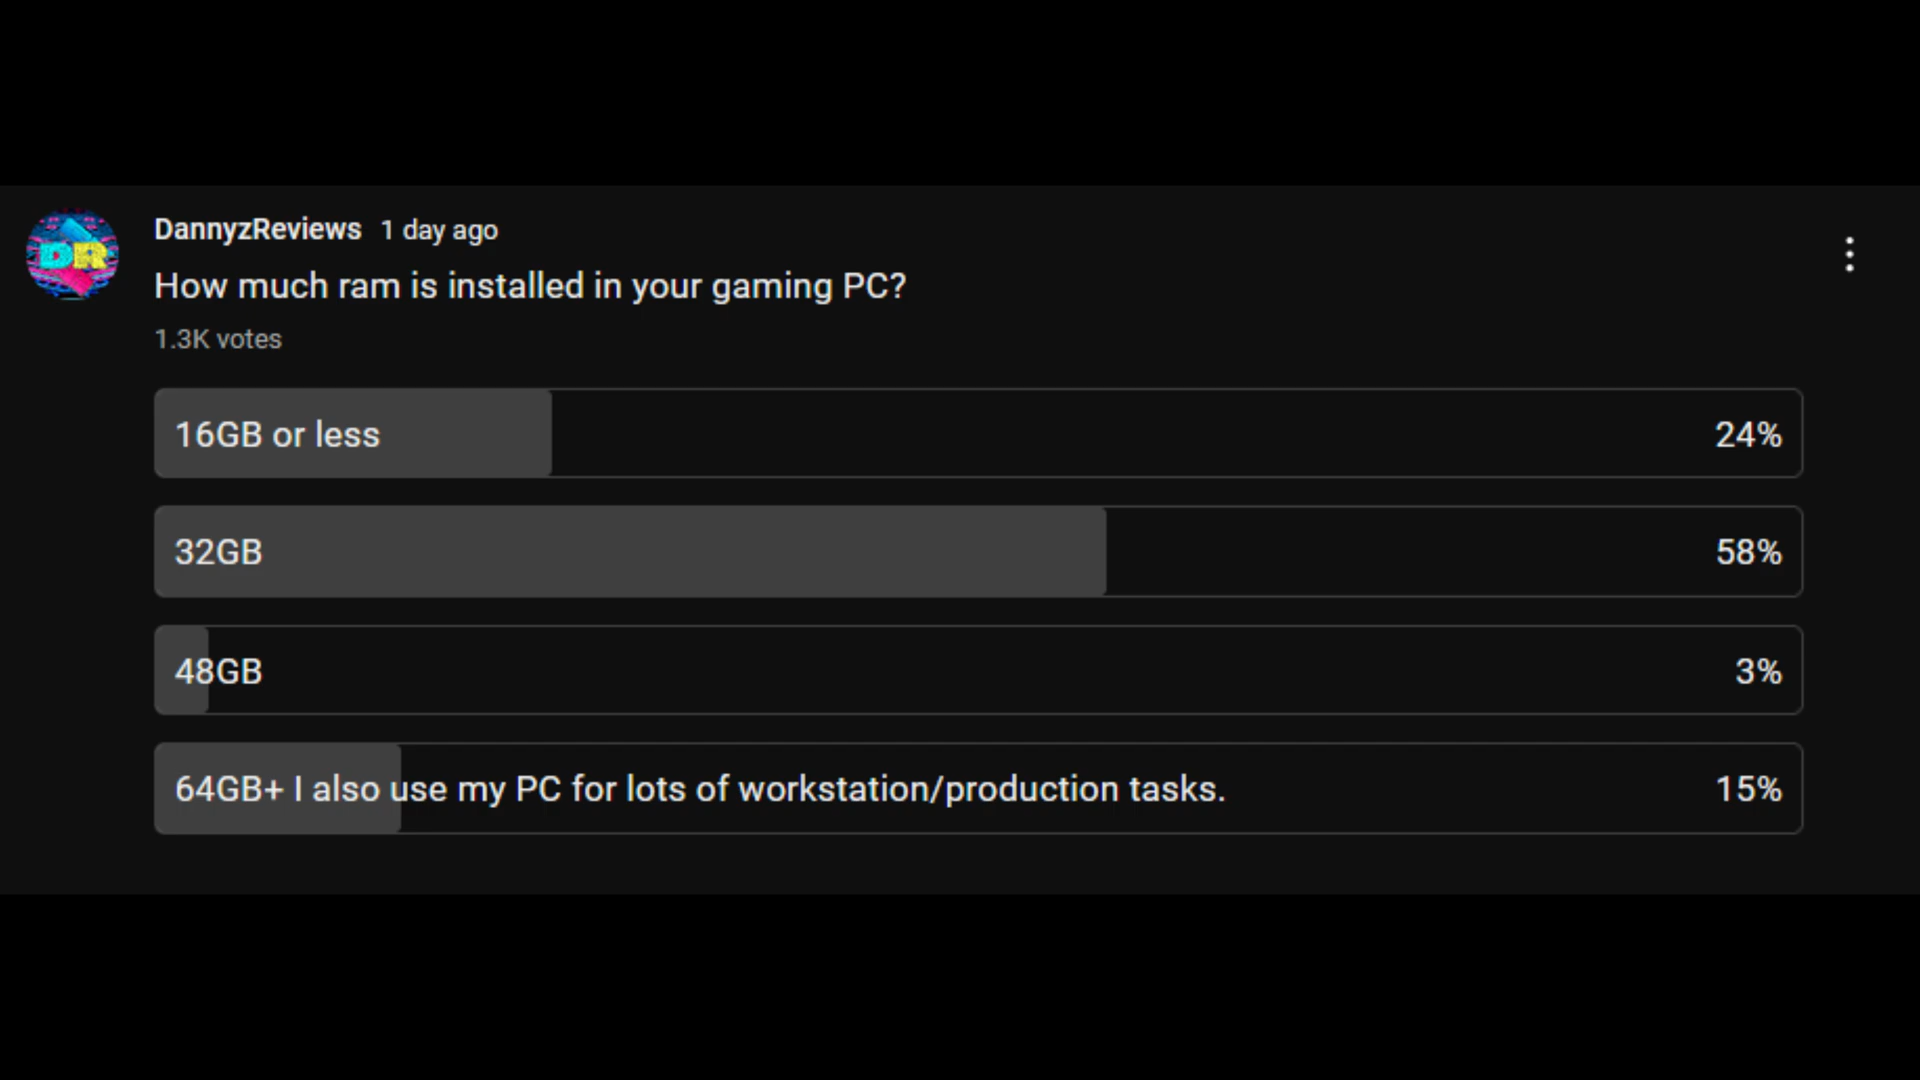 DR
DannyzReviews 1 day ago
How much ram is installed in your gaming PC?
1.3K votes
16GB or less 24%
32GB 58%
48GB 3%
64GB+ I also use my PC for lots of workstation/production tasks. 15%